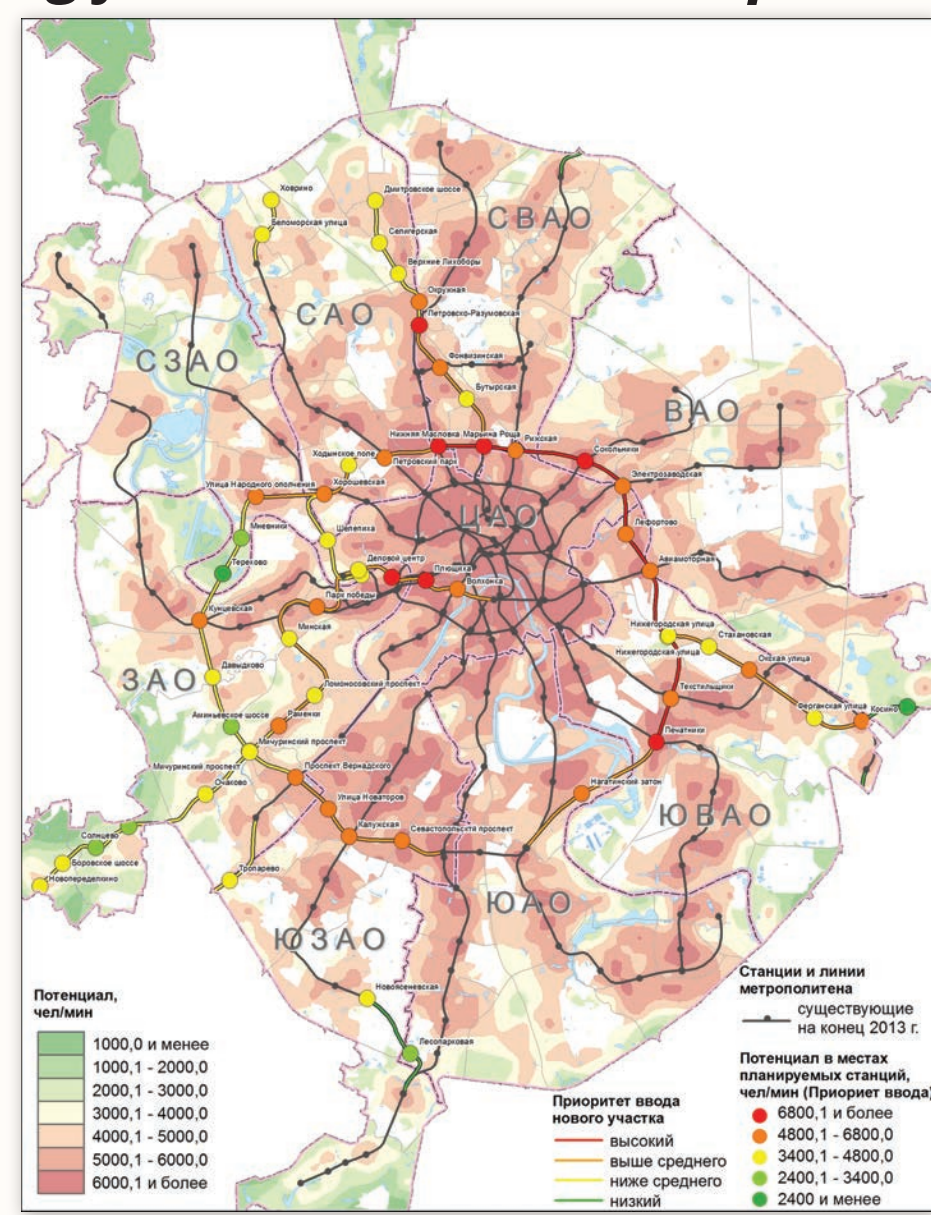 Ховрино
Дмитровское шоссе
Беломорская улица
СВАО
Селигерская
Верхние Лихоборы
Окружная
САО
Петровско-Разумовская
СЗАО
Фонвизинская
Бутырская
ВАО
Нижняя Масловка
Марьина Роща
Рижская
Ходынское поле
Петровский парк
Сокольники
Электрозаводская
Улица Народного ополчения
Хорошевская
ЦАО
Шелепиха
Лефортово
Мневники
Деловой центр
Плющиха
Авиамоторная
Терехово
Волхонка
Парк победы
Кунцевская
Минская
Нижегородская улица
Стахановская
Нижегородская улица
Окская улица
ЗАО
Давыдково
Ломоносовский проспект
Текстильщики
Ферганская улица
Косино
Аминьевское шоссе
Раменки
Печатники
Мичуринский проспект
Мичуринский проспект
Проспект Вернадского
Очаково
Нагатинский затон
Улица Новаторов
ЮВАО
Солнцево
Калужская
Севастопольсктя проспект
Боровское шоссе
Новопеределкино
Тропарево
ЮАО
ЮЗАО
Новоясеневская
Лесопарковая
Потенциал,
чел/мин
1000,0 и менее
1000,1 - 2000,0
2000,1 - 3000,0
3000,1 - 4000,0
4000,1 - 5000,0
5000,1 - 6000,0
6000,1 и более
Приоритет ввода
нового участка
высокий
выше среднего
ниже среднего
низкий
Станции и линии
метрополитена
существующие
на конец 2013 г.
Потенциал в местах
планируемых станций,
чел/мин (Приориет ввода)
6800,1 и более
4800,1 - 6800,0
3400,1 - 4800,0
2400,1 - 3400,0
2400 и менее